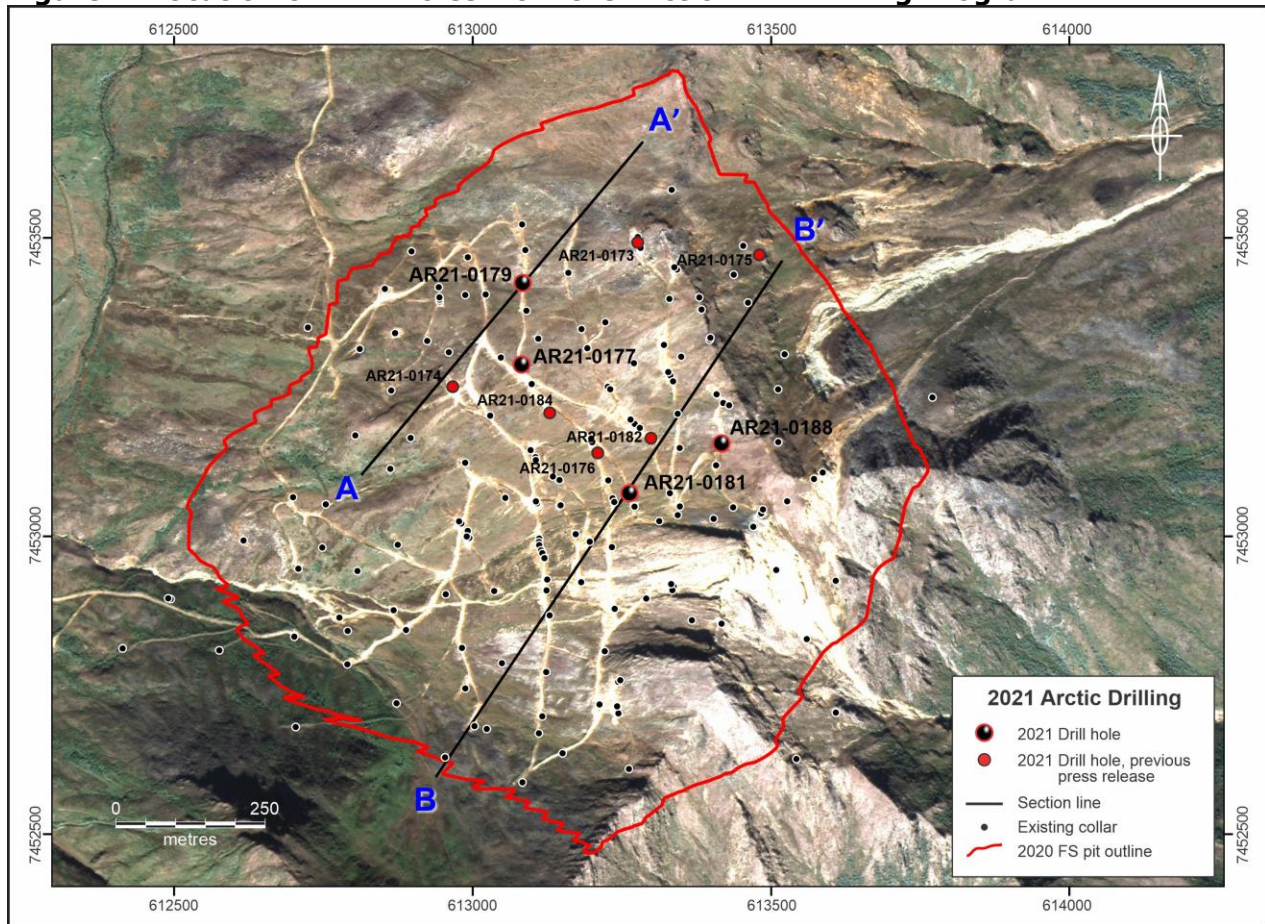 612500 613000 613500 614000
A'
B'
7453500
7453500
AR21-0173
AR21-0175
AR21-0179
AR21-0177
AR21-0174
AR21-0184
AR21-0182
AR21-0188
AR21-0176
A
AR21-0181
7453000
7453000
2021 Arctic Drilling
2021 Drill hole
2021 Drill hole, previous
press release
Section line
Existing collar
2020 FS pit outline
B
0 250
metres
7452500
7452500
612500 613000 613500 614000